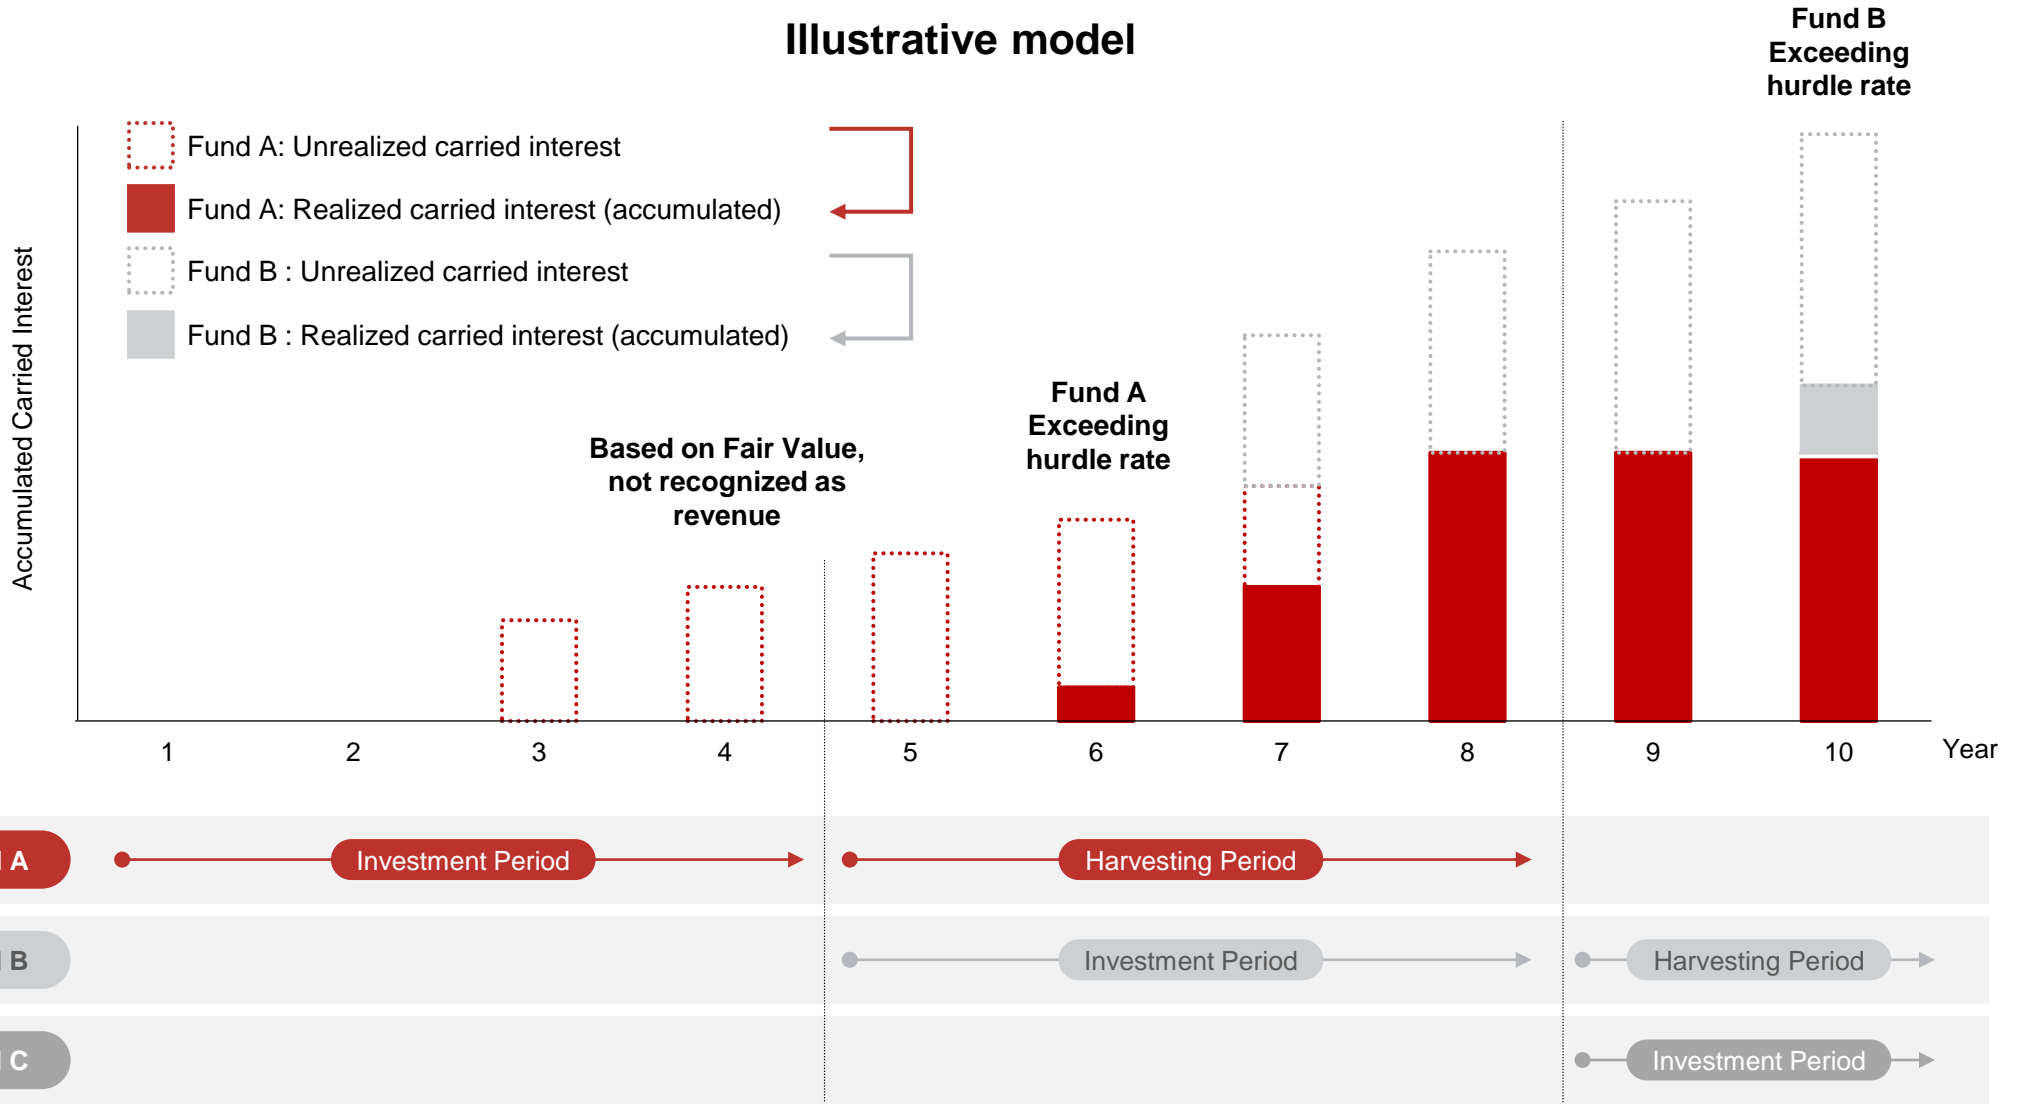 Illustrative model
Fund B
Exceeding
hurdle rate
Fund A: Unrealized carried interest
Fund A: Realized carried interest (accumulated)
Fund B : Unrealized carried interest
Fund B : Realized carried interest (accumulated)
Accumulated Carried Interest
Fund A
Exceeding
hurdle rate
Based on Fair Value,
not recognized as
revenue
1 2 3 4 5 6 7 8 9 10 Year
A Investment Period Harvesting Period
B Investment Period Harvesting Period
C Investment Period